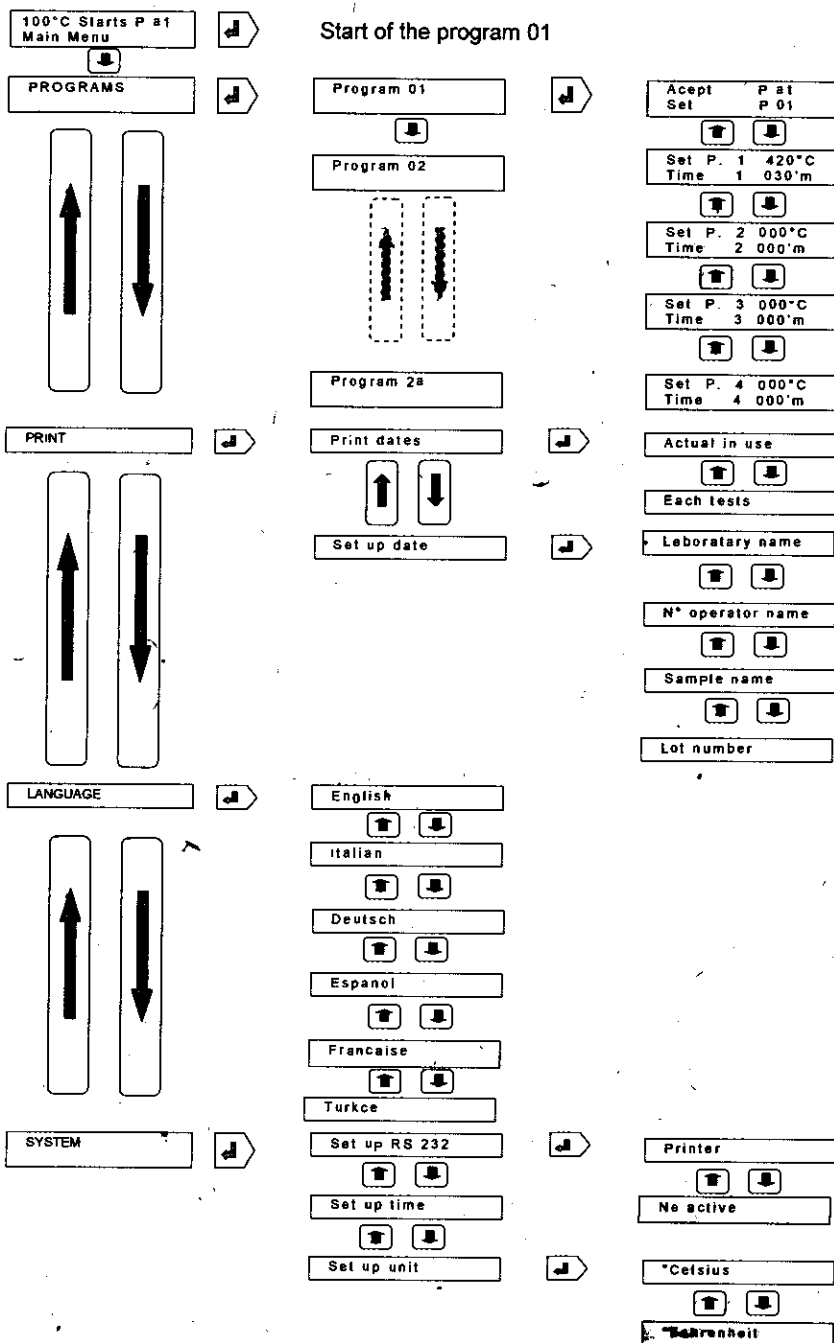 100°C Starts P a1
Main Menu
Start of the program 01
PROGRAMS
Program 01
Acept P a1
Set P 01
Program 02
Set P. 1 420°C
Time 1 030'm
Set P. 2 000°C
Time 2 000'm
Set P. 3 000°C
Time 3 000'm
Program 2a
Set P. 4 000°C
Time 4 000'm
PRINT
Print dates
Actual in use
Each tests
Set up date
Leboratary name
N° operator name
Sample name
Lot number
LANGUAGE
English
Italian
Deutsch
Espanol
Francaise
Turkce
SYSTEM
Set up RS 232
Printer
Set up time
Ne active
Set up unit
°Celsius
°Fahrenheit